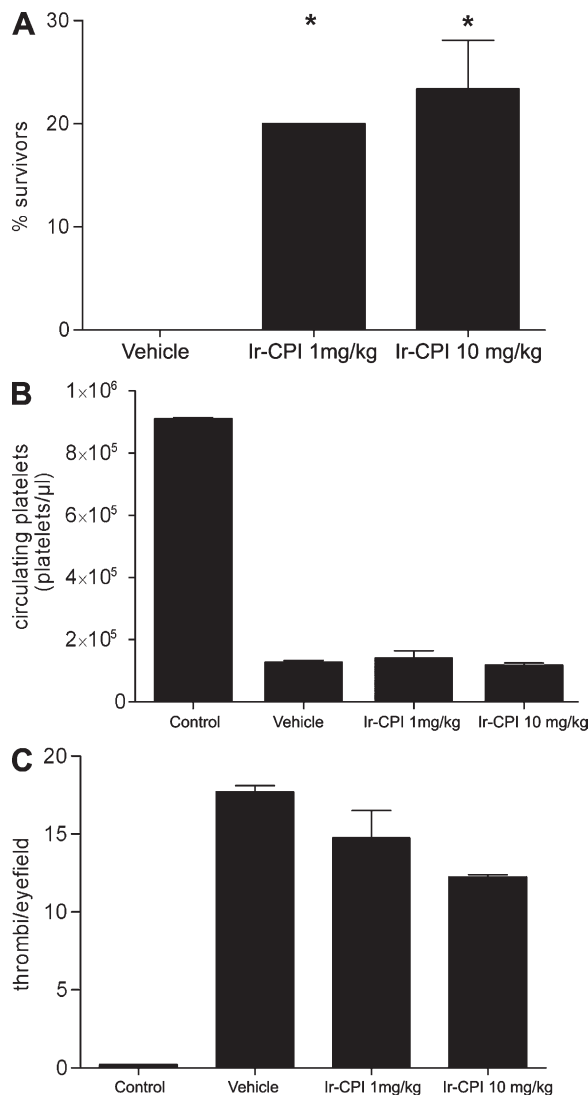 A
30
20
10
0
% survivors
*
*
Vehicle
Ir-CPI 1mg/kg
Ir-CPI 10 mg/kg
B
1×10⁶
8×10⁵
6×10⁵
4×10⁵
2×10⁵
0
circulating platelets
(platelets/µl)
Control
Vehicle
Ir-CPI 1mg/kg
Ir-CPI 10 mg/kg
C
20
15
10
5
0
thrombi/eyefield
Control
Vehicle
Ir-CPI 1mg/kg
Ir-CPI 10 mg/kg